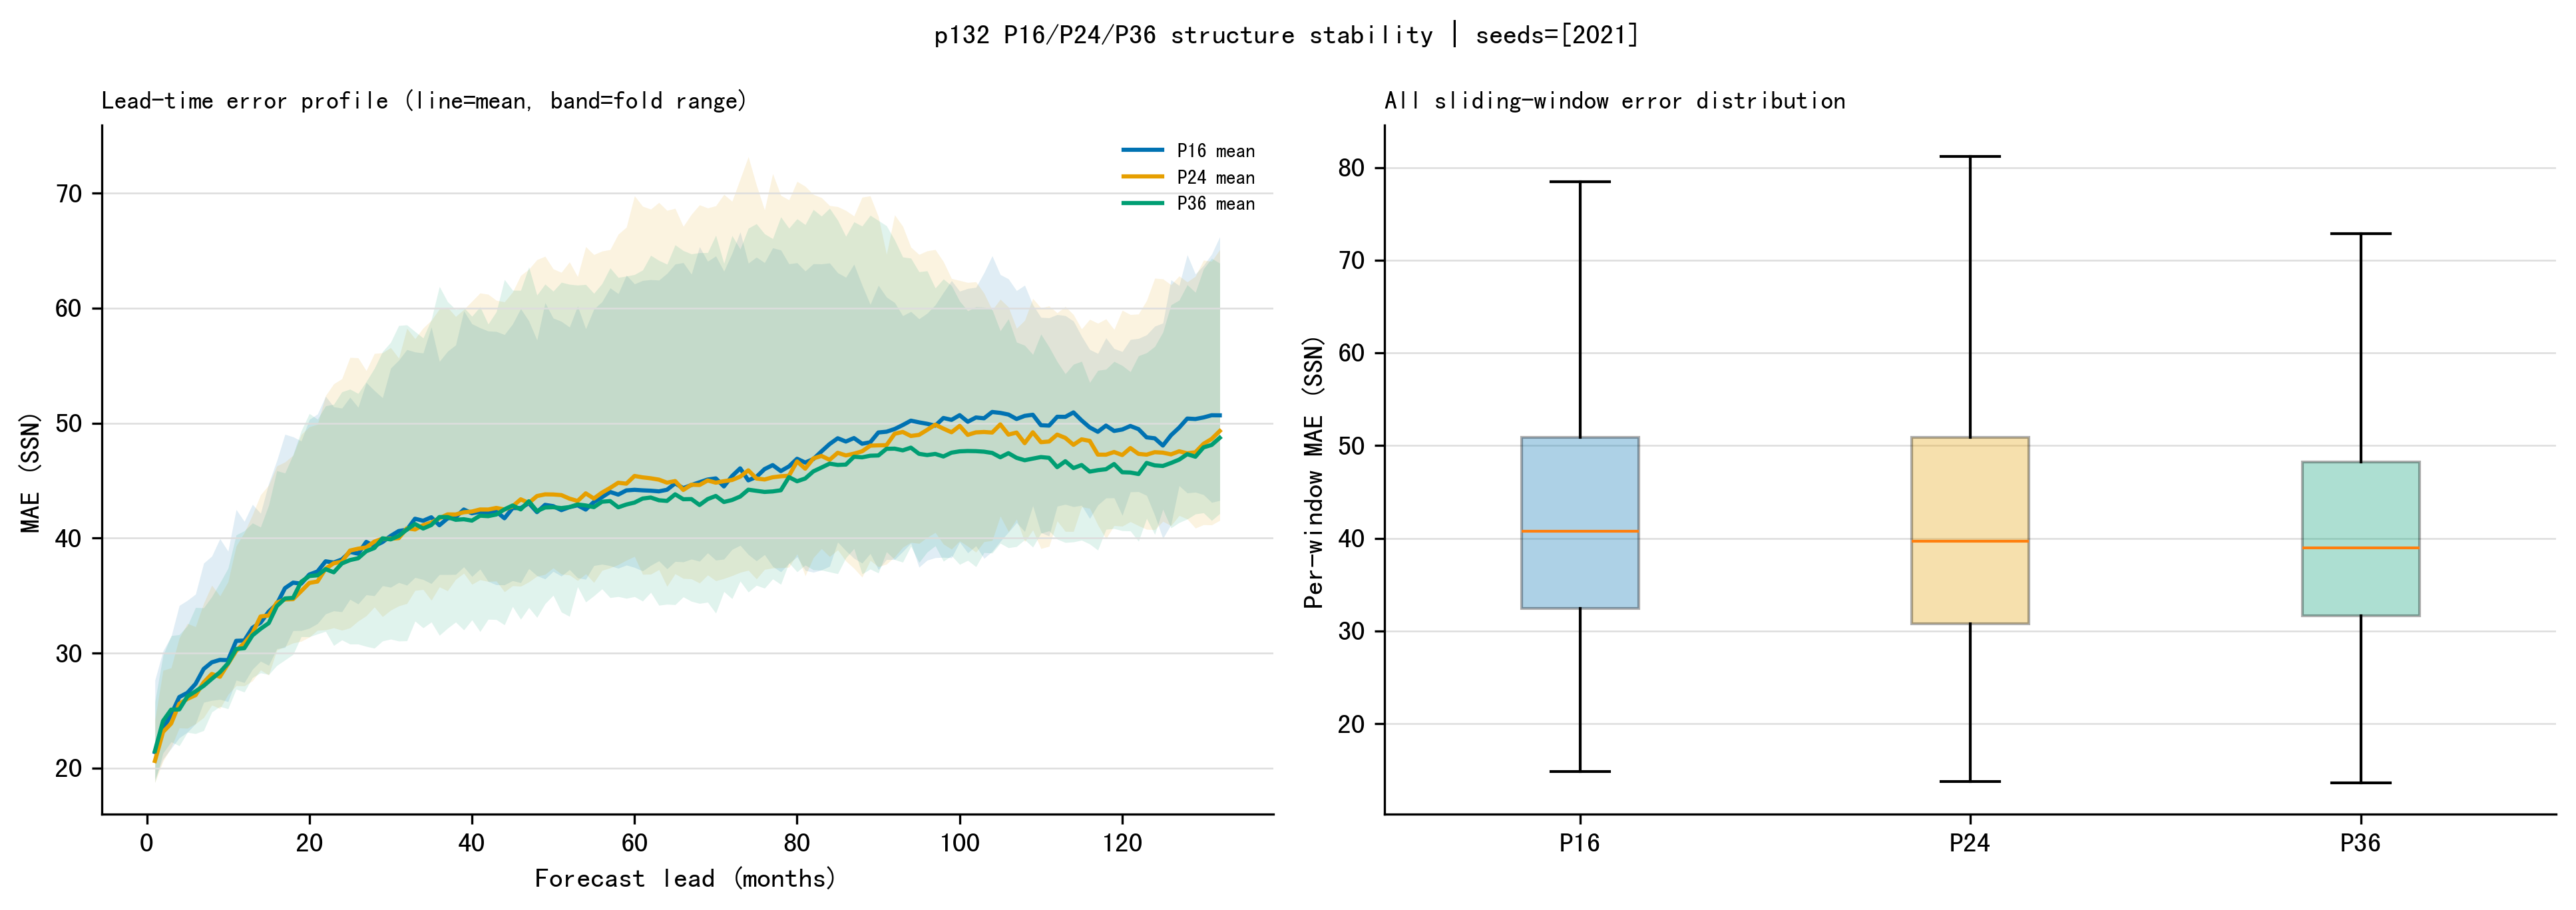 p132 P16/P24/P36 structure stability | seeds=[2021]
Lead-time error profile (line=mean, band=fold range)
P16 mean
P24 mean
P36 mean
70
60
50
40
30
20
MAE (SSN)
0 20 40 60 80 100 120
Forecast lead (months)
All sliding-window error distribution
80
70
60
50
40
30
20
Per-window MAE (SSN)
P16 P24 P36